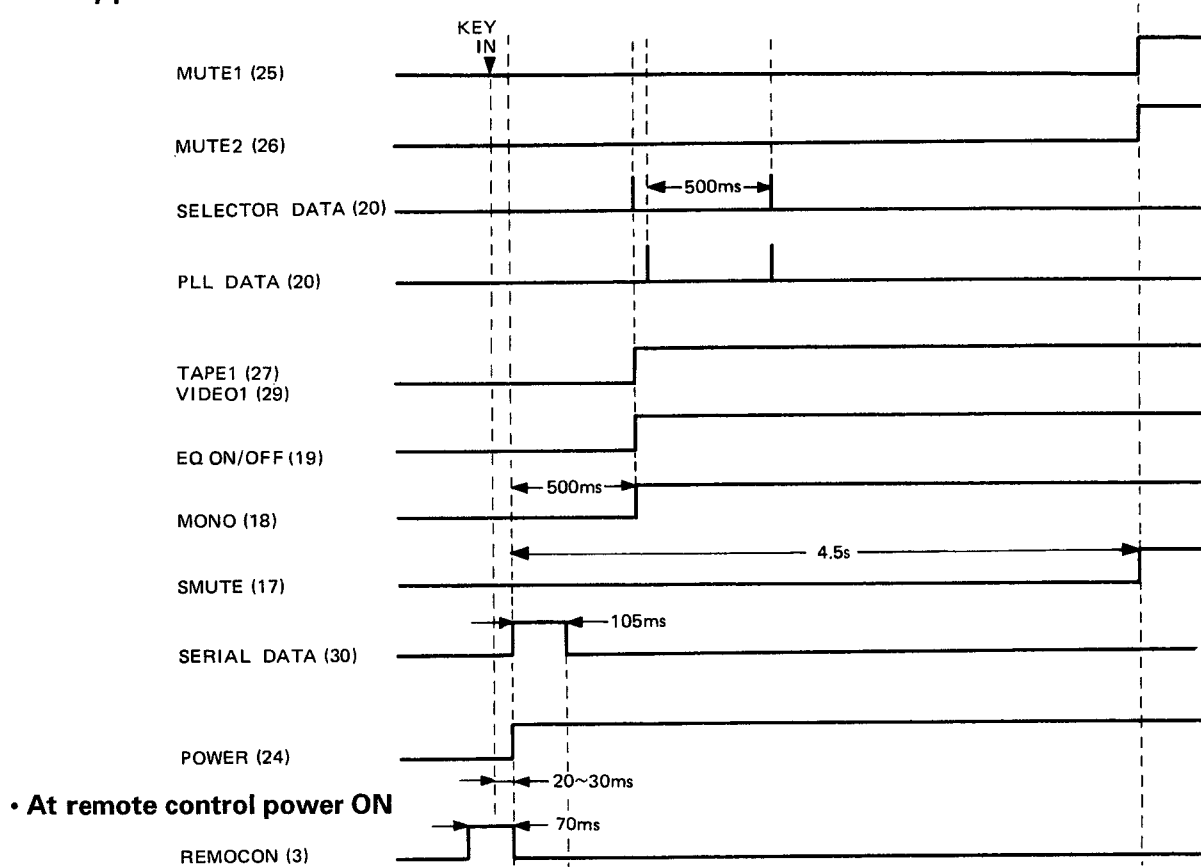 KEY
IN
MUTE1 (25)
MUTE2 (26)
500ms
SELECTOR DATA (20)
PLL DATA (20)
TAPE1 (27)
VIDEO1 (29)
EQ ON/OFF (19)
500ms
MONO (18)
4.5s
SMUTE (17)
105ms
SERIAL DATA (30)
POWER (24)
20~30ms
• At remote control power ON
70ms
REMOCON (3)